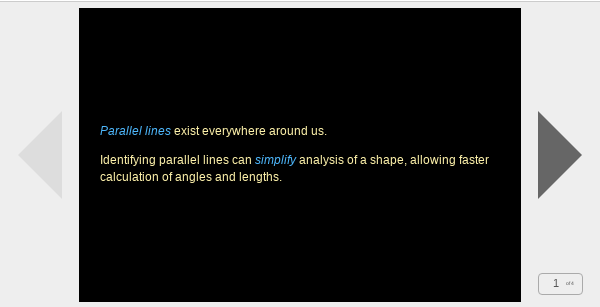 Parallel lines exist everywhere around us.
Identifying parallel lines can simplify analysis of a shape, allowing faster
calculation of angles and lengths.
1 of 6